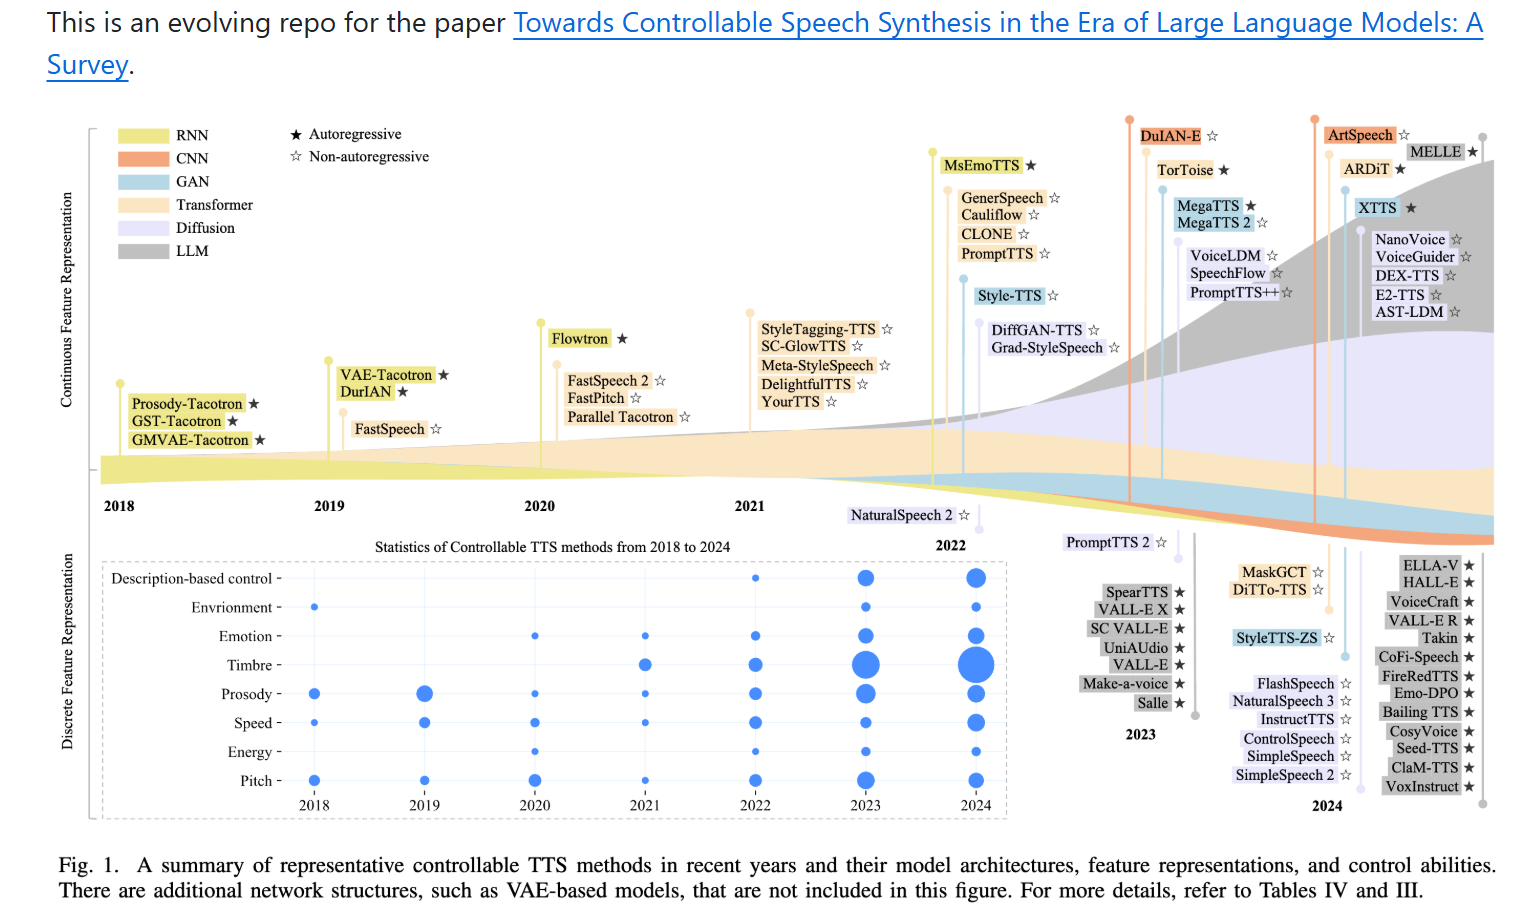 This is an evolving repo for the paper Towards Controllable Speech Synthesis in the Era of Large Language Models: A
Survey.
Continuous Feature Representation
RNN
CNN
GAN
Transformer
Diffusion
LLM
★ Autoregressive
☆ Non-autoregressive
Prosody-Tacotron ★
GST-Tacotron ★
GMVAE-Tacotron ★
VAE-Tacotron ★
DurIAN ★
FastSpeech ☆
Flowtron ★
FastSpeech 2 ☆
FastPitch ☆
Parallel Tacotron ☆
StyleTagging-TTS ☆
SC-GlowTTS ☆
Meta-StyleSpeech ☆
DelightfulTTS ☆
YourTTS ☆
MsEmoTTS ★
GenerSpeech ☆
Cauliflow ☆
CLONE ☆
PromptTTS ☆
Style-TTS ☆
DiffGAN-TTS ☆
Grad-StyleSpeech ☆
DuIAN-E ☆
TorToise ★
MegaTTS ★
MegaTTS 2 ☆
VoiceLDM ☆
SpeechFlow ☆
PromptTTS++ ☆
ArtSpeech ☆
MELLE ★
ARDiT ★
XTTS ★
NanoVoice ☆
VoiceGuider ☆
DEX-TTS ☆
E2-TTS ☆
AST-LDM ☆
2018
2019
2020
2021
2022
2023
2024
Discrete Feature Representation
NaturalSpeech 2 ☆
PromptTTS 2 ☆
SpearTTS ★
VALL-E X ★
SC VALL-E ★
UniAUdio ★
VALL-E ★
Make-a-voice ★
Salle ★
MaskGCT ☆
DiTTo-TTS ☆
StyleTTS-ZS ☆
FlashSpeech ☆
NaturalSpeech 3 ☆
InstructTTS ☆
ControlSpeech ☆
SimpleSpeech ☆
SimpleSpeech 2 ☆
ELLA-V ★
HALL-E ★
VoiceCraft ★
VALL-E R ★
Takin ★
CoFi-Speech ★
FireRedTTS ★
Emo-DPO ★
Bailing TTS ★
CosyVoice ★
Seed-TTS ★
ClaM-TTS ★
VoxInstruct ★
Statistics of Controllable TTS methods from 2018 to 2024
Description-based control
Envrionment
Emotion
Timbre
Prosody
Speed
Energy
Pitch
2018 2019 2020 2021 2022 2023 2024
Fig. 1. A summary of representative controllable TTS methods in recent years and their model architectures, feature representations, and control abilities.
There are additional network structures, such as VAE-based models, that are not included in this figure. For more details, refer to Tables IV and III.